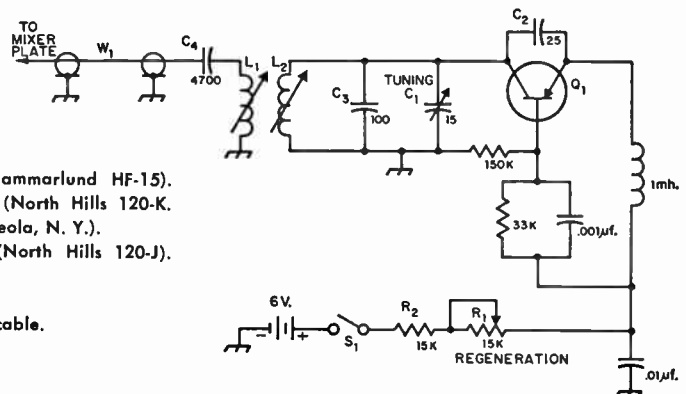 TO
MIXER
PLATE
W1
C4
4700
L1
L2
C3
100
TUNING
C1
15
C2
25
Q1
150K
33K
.001µf.
1mh.
ammarlund HF-15).
(North Hills 120-K.
eola, N. Y.).
(North Hills 120-J).
cable.
6V.
- +
S1
R2
15K
R1
15K
REGENERATION
.01µf.